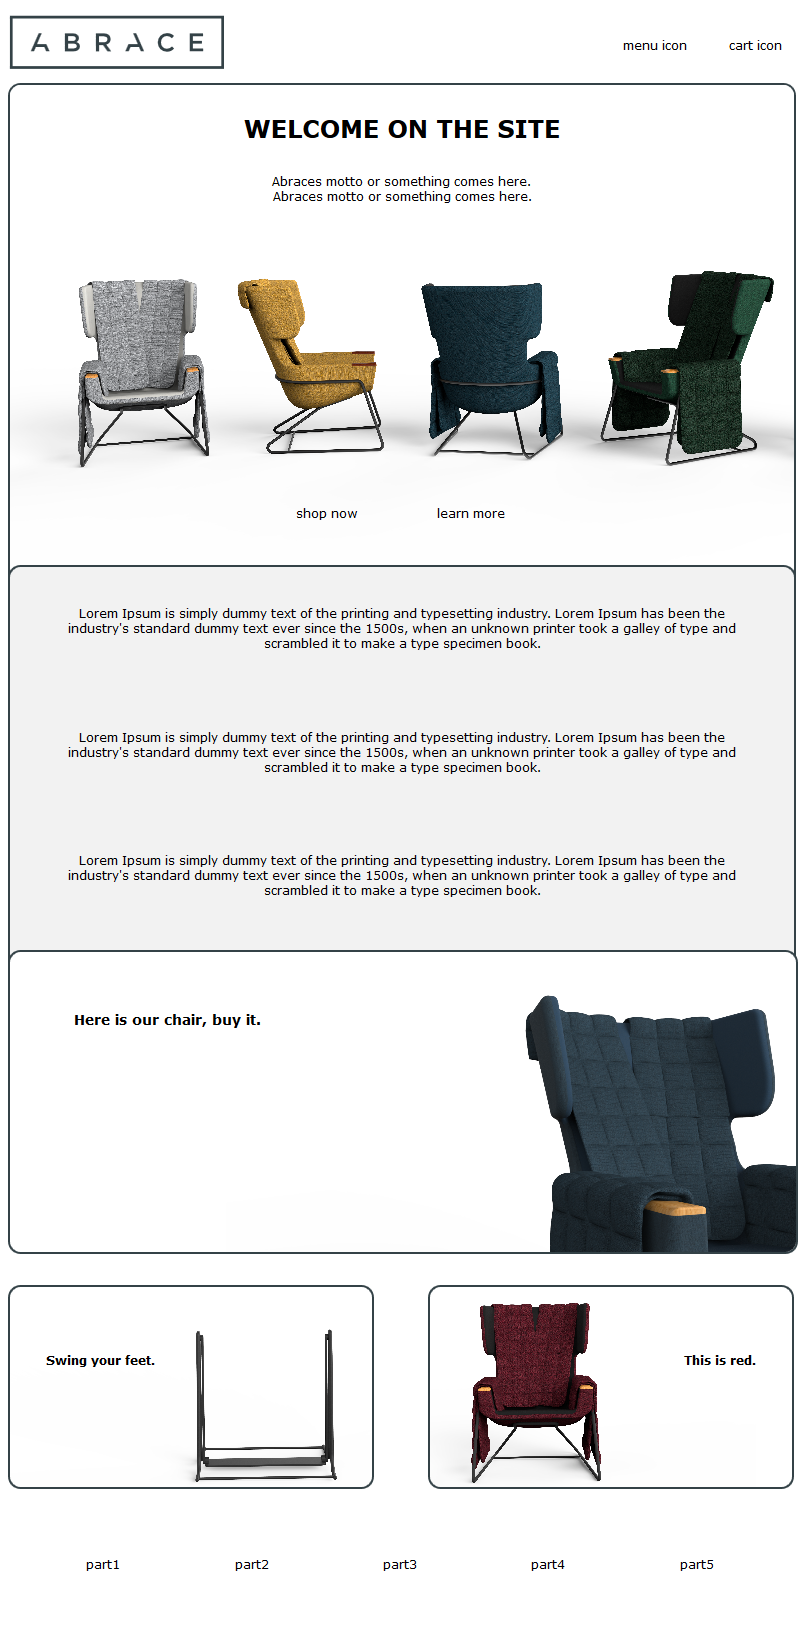 ABRACE
menu icon
cart icon
WELCOME ON THE SITE
Abraces motto or something comes here.
Abraces motto or something comes here.
shop now
learn more
Lorem Ipsum is simply dummy text of the printing and typesetting industry. Lorem Ipsum has been the
industry's standard dummy text ever since the 1500s, when an unknown printer took a galley of type and
scrambled it to make a type specimen book.
Lorem Ipsum is simply dummy text of the printing and typesetting industry. Lorem Ipsum has been the
industry's standard dummy text ever since the 1500s, when an unknown printer took a galley of type and
scrambled it to make a type specimen book.
Lorem Ipsum is simply dummy text of the printing and typesetting industry. Lorem Ipsum has been the
industry's standard dummy text ever since the 1500s, when an unknown printer took a galley of type and
scrambled it to make a type specimen book.
Here is our chair, buy it.
Swing your feet.
This is red.
part1
part2
part3
part4
part5